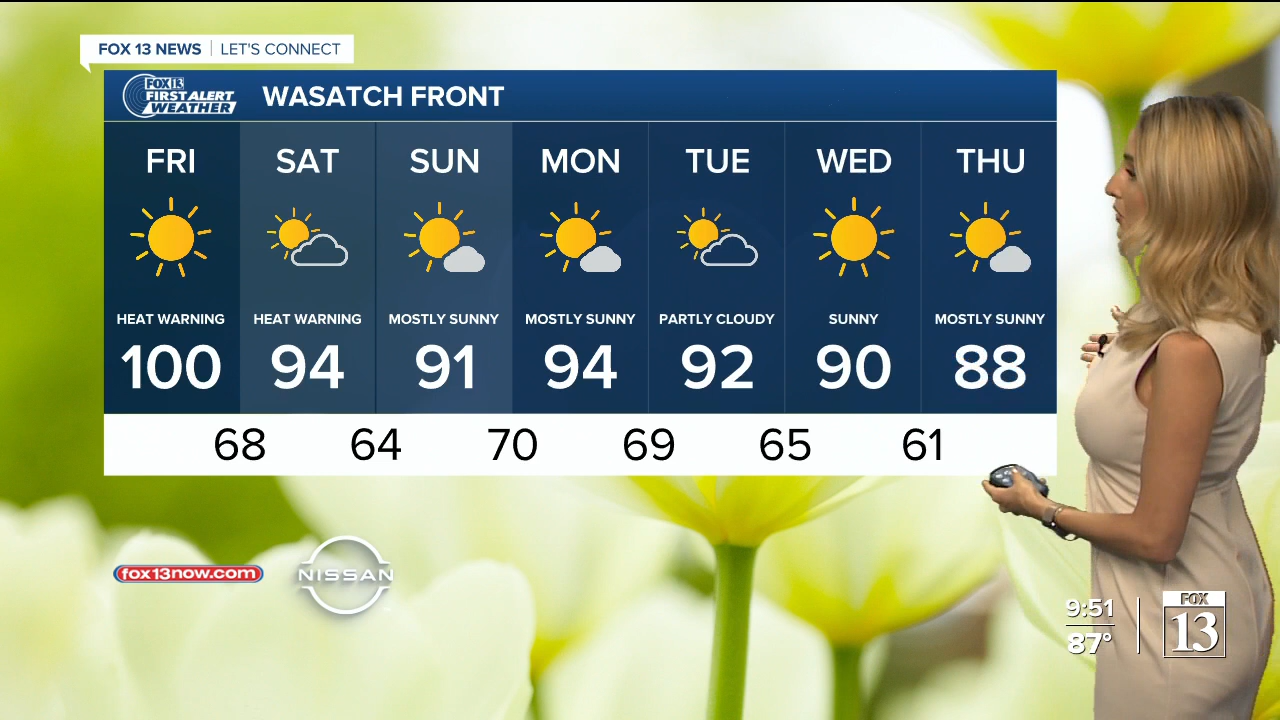 FOX 13 NEWS | LET'S CONNECT
FOX 13 FIRST ALERT WEATHER
WASATCH FRONT
FRI SAT SUN MON TUE WED THU
HEAT WARNING HEAT WARNING MOSTLY SUNNY MOSTLY SUNNY PARTLY CLOUDY SUNNY MOSTLY SUNNY
100 94 91 94 92 90 88
68 64 70 69 65 61
fox13now.com
NISSAN
9:51
87°
FOX
13